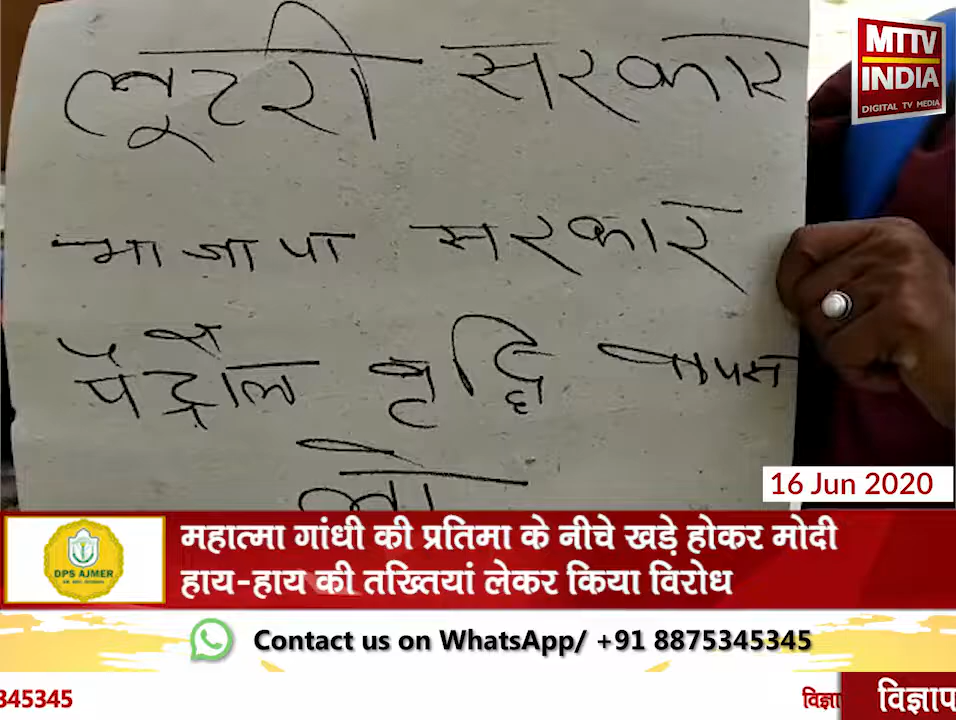 लूटरी सरकार
MTTV
INDIA
DIGITAL TV MEDIA
भाजापा सरकार
पेट्रोल वृद्धि वापस
लो
16 Jun 2020
DPS AJMER
महात्मा गांधी की प्रतिमा के नीचे खड़े होकर मोदी
हाय-हाय की तख्तियां लेकर किया विरोध
Contact us on WhatsApp/ +91 8875345345
345345